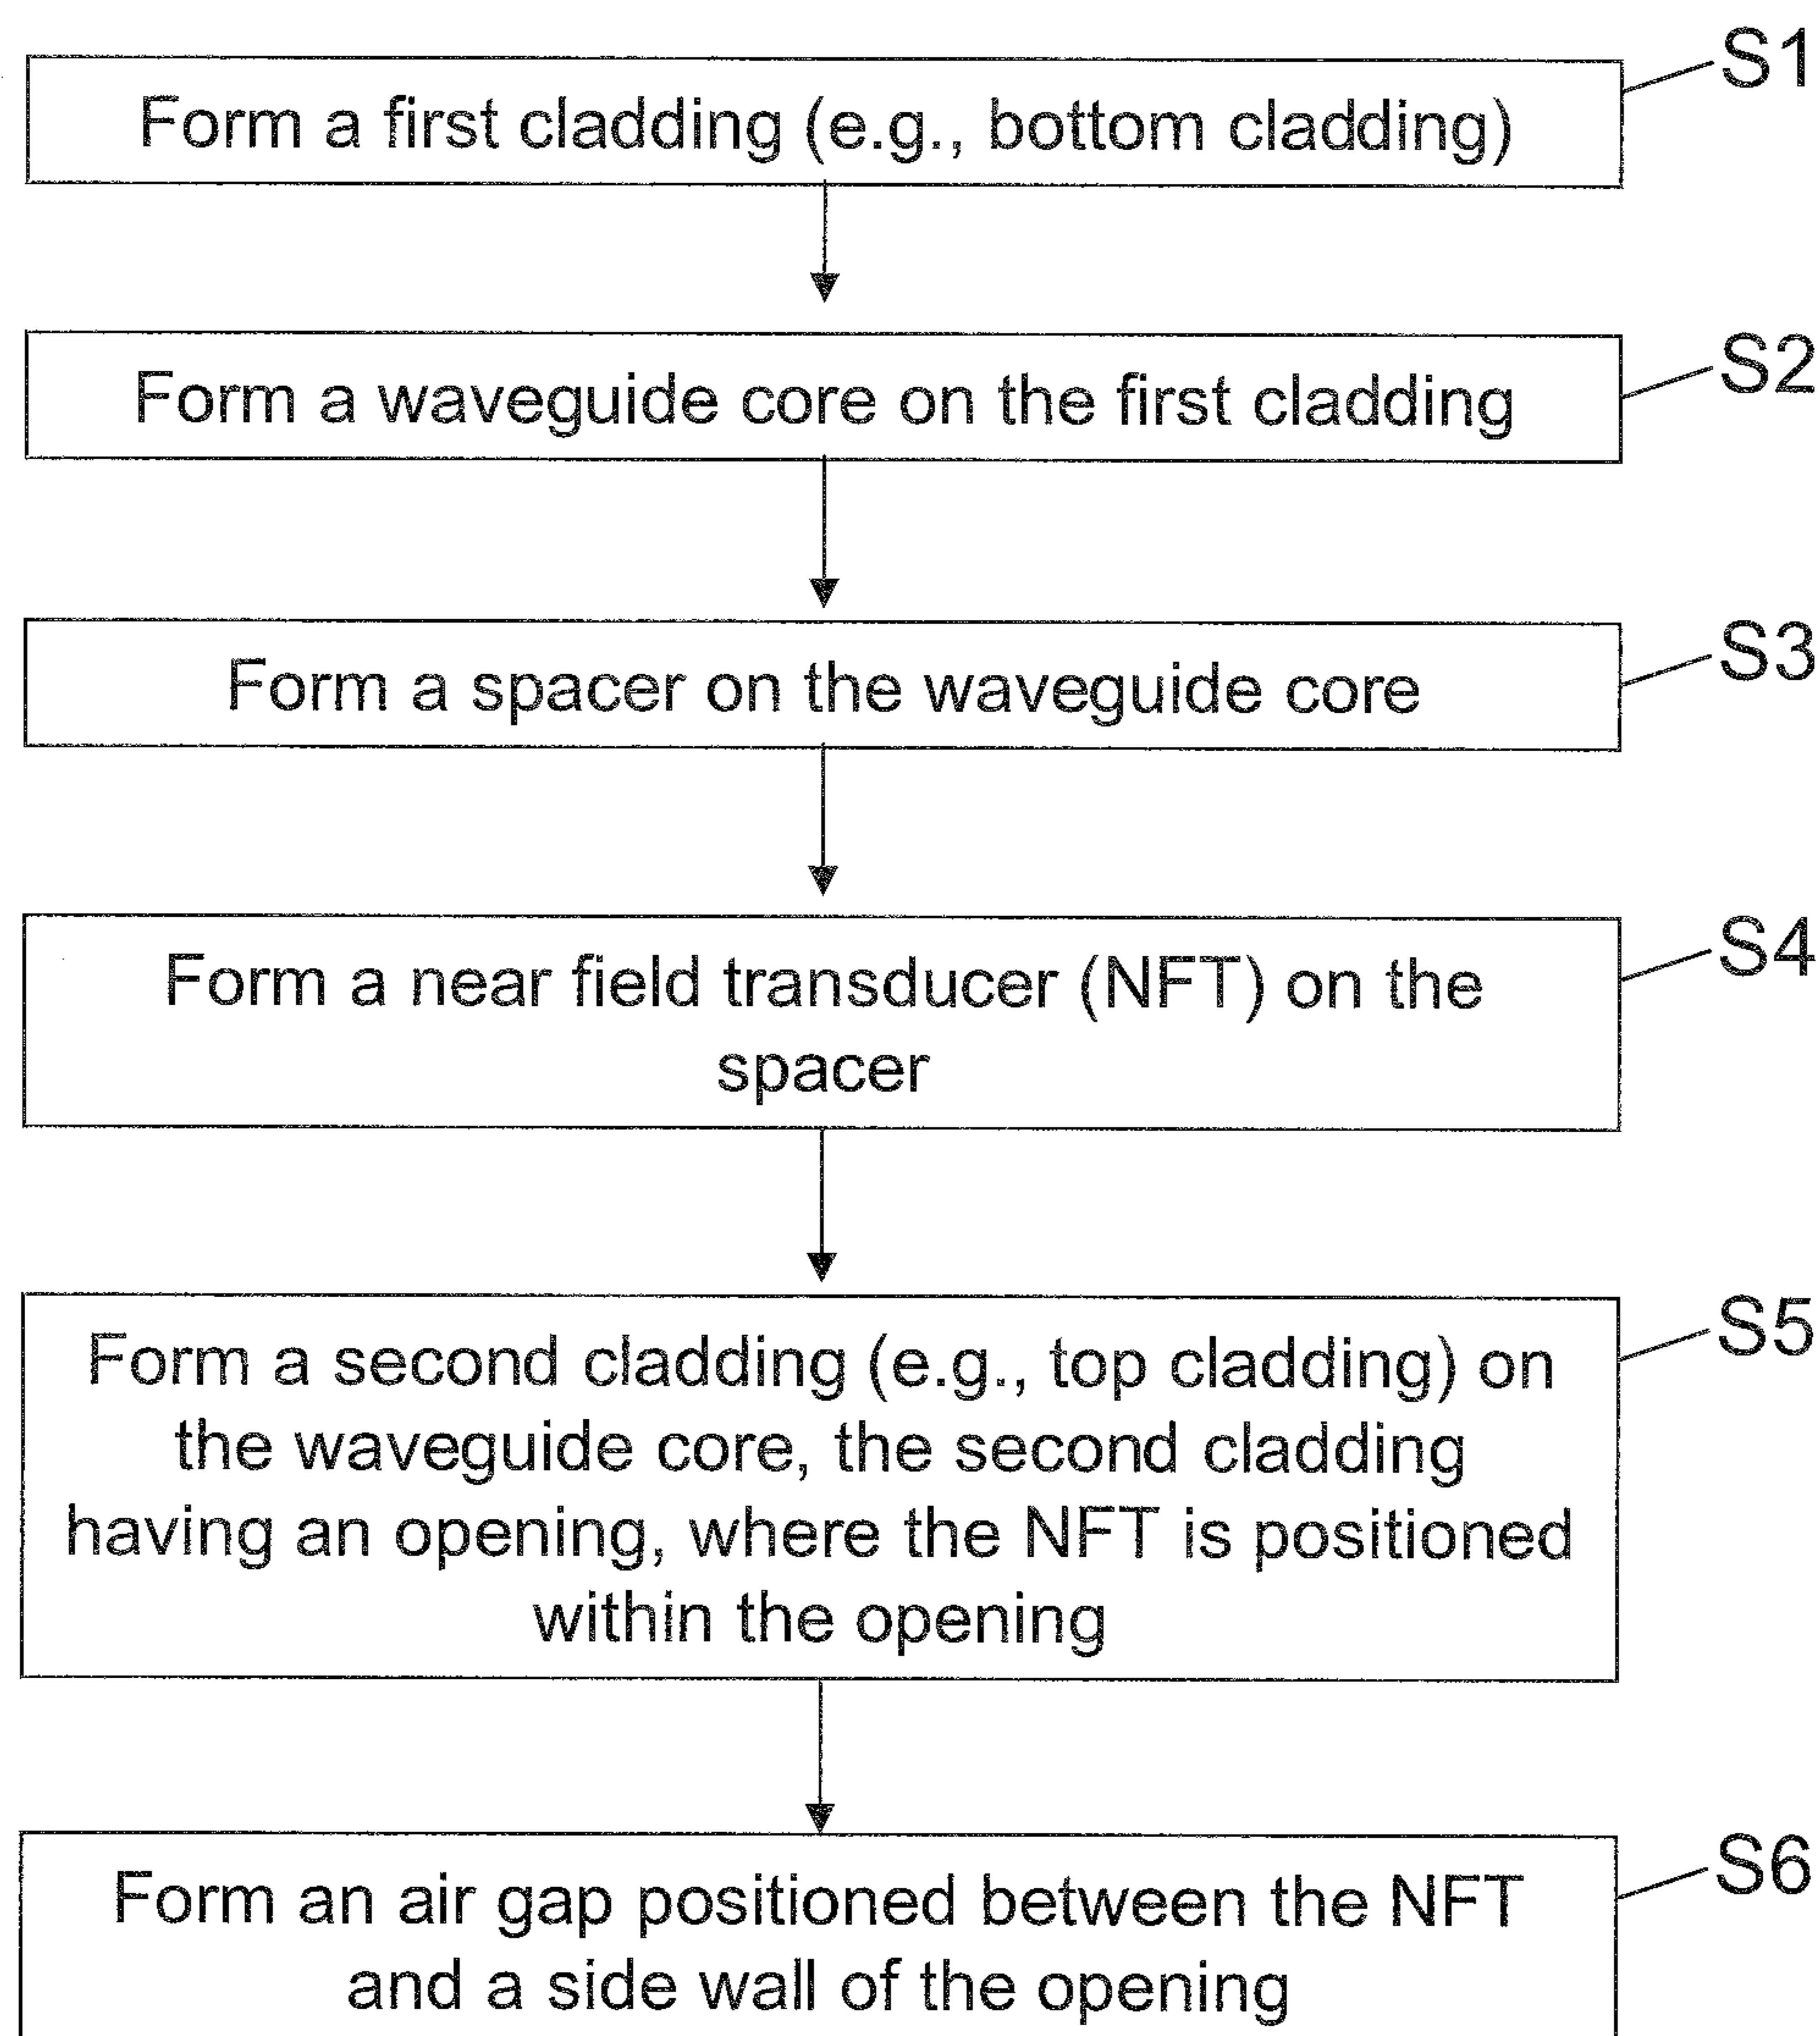 S1
Form a first cladding (e.g., bottom cladding)
S2
Form a waveguide core on the first cladding
S3
Form a spacer on the waveguide core
S4
Form a near field transducer (NFT) on the
spacer
S5
Form a second cladding (e.g., top cladding) on
the waveguide core, the second cladding
having an opening, where the NFT is positioned
within the opening
S6
Form an air gap positioned between the NFT
and a side wall of the opening